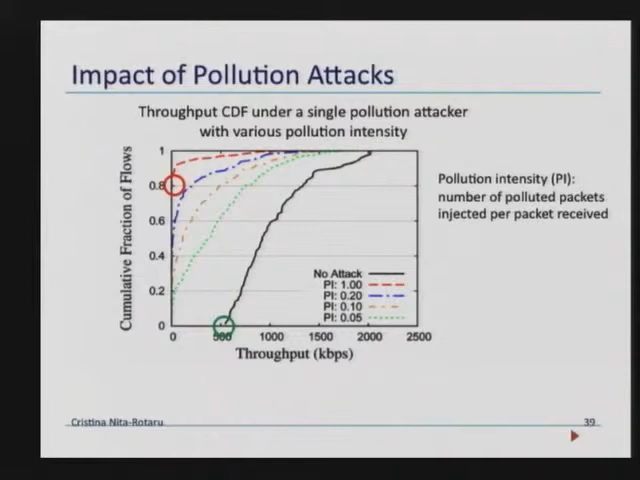 Impact of Pollution Attacks
Throughput CDF under a single pollution attacker
with various pollution intensity
Cumulative Fraction of Flows
1
0.8
0.6
0.4
0.2
0
No Attack
PI: 1.00
PI: 0.20
PI: 0.10
PI: 0.05
0
500
1000
1500
2000
2500
Throughput (kbps)
Pollution intensity (PI):
number of polluted packets
injected per packet received
Cristina Nita-Rotaru
39